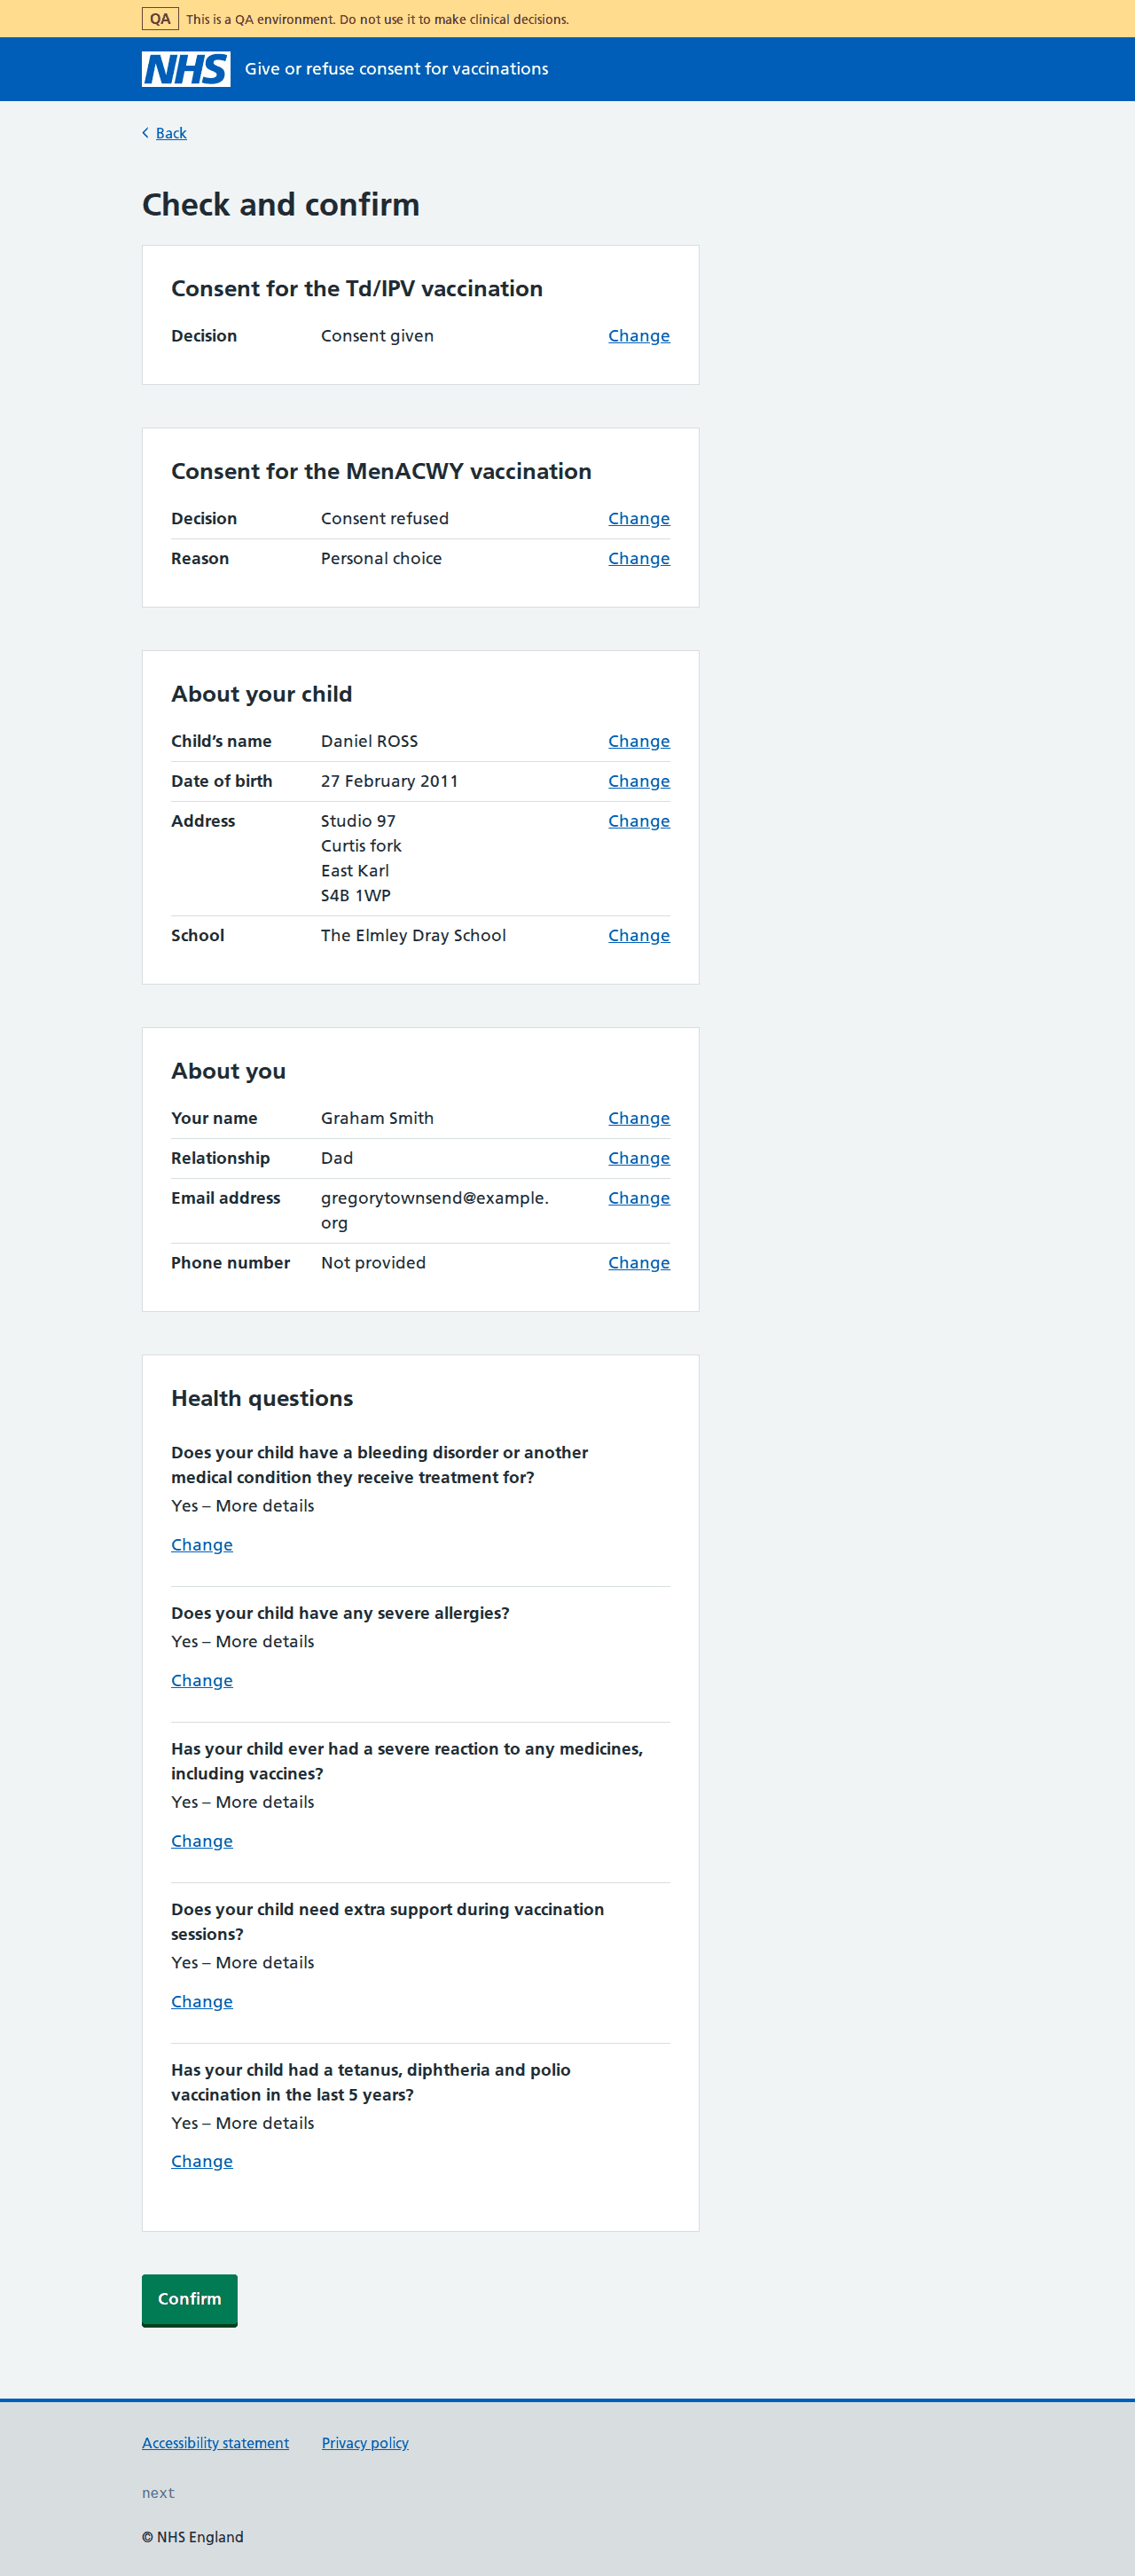 QA This is a QA environment. Do not use it to make clinical decisions.
NHS Give or refuse consent for vaccinations
Back
Check and confirm
Consent for the Td/IPV vaccination
Decision Consent given Change
Consent for the MenACWY vaccination
Decision Consent refused Change
Reason Personal choice Change
About your child
Child’s name Daniel ROSS Change
Date of birth 27 February 2011 Change
Address Studio 97 Change
Curtis fork
East Karl
S4B 1WP
School The Elmley Dray School Change
About you
Your name Graham Smith Change
Relationship Dad Change
Email address gregorytownsend@example. Change
org
Phone number Not provided Change
Health questions
Does your child have a bleeding disorder or another
medical condition they receive treatment for?
Yes – More details
Change
Does your child have any severe allergies?
Yes – More details
Change
Has your child ever had a severe reaction to any medicines,
including vaccines?
Yes – More details
Change
Does your child need extra support during vaccination
sessions?
Yes – More details
Change
Has your child had a tetanus, diphtheria and polio
vaccination in the last 5 years?
Yes – More details
Change
Confirm
Accessibility statement Privacy policy
next
© NHS England